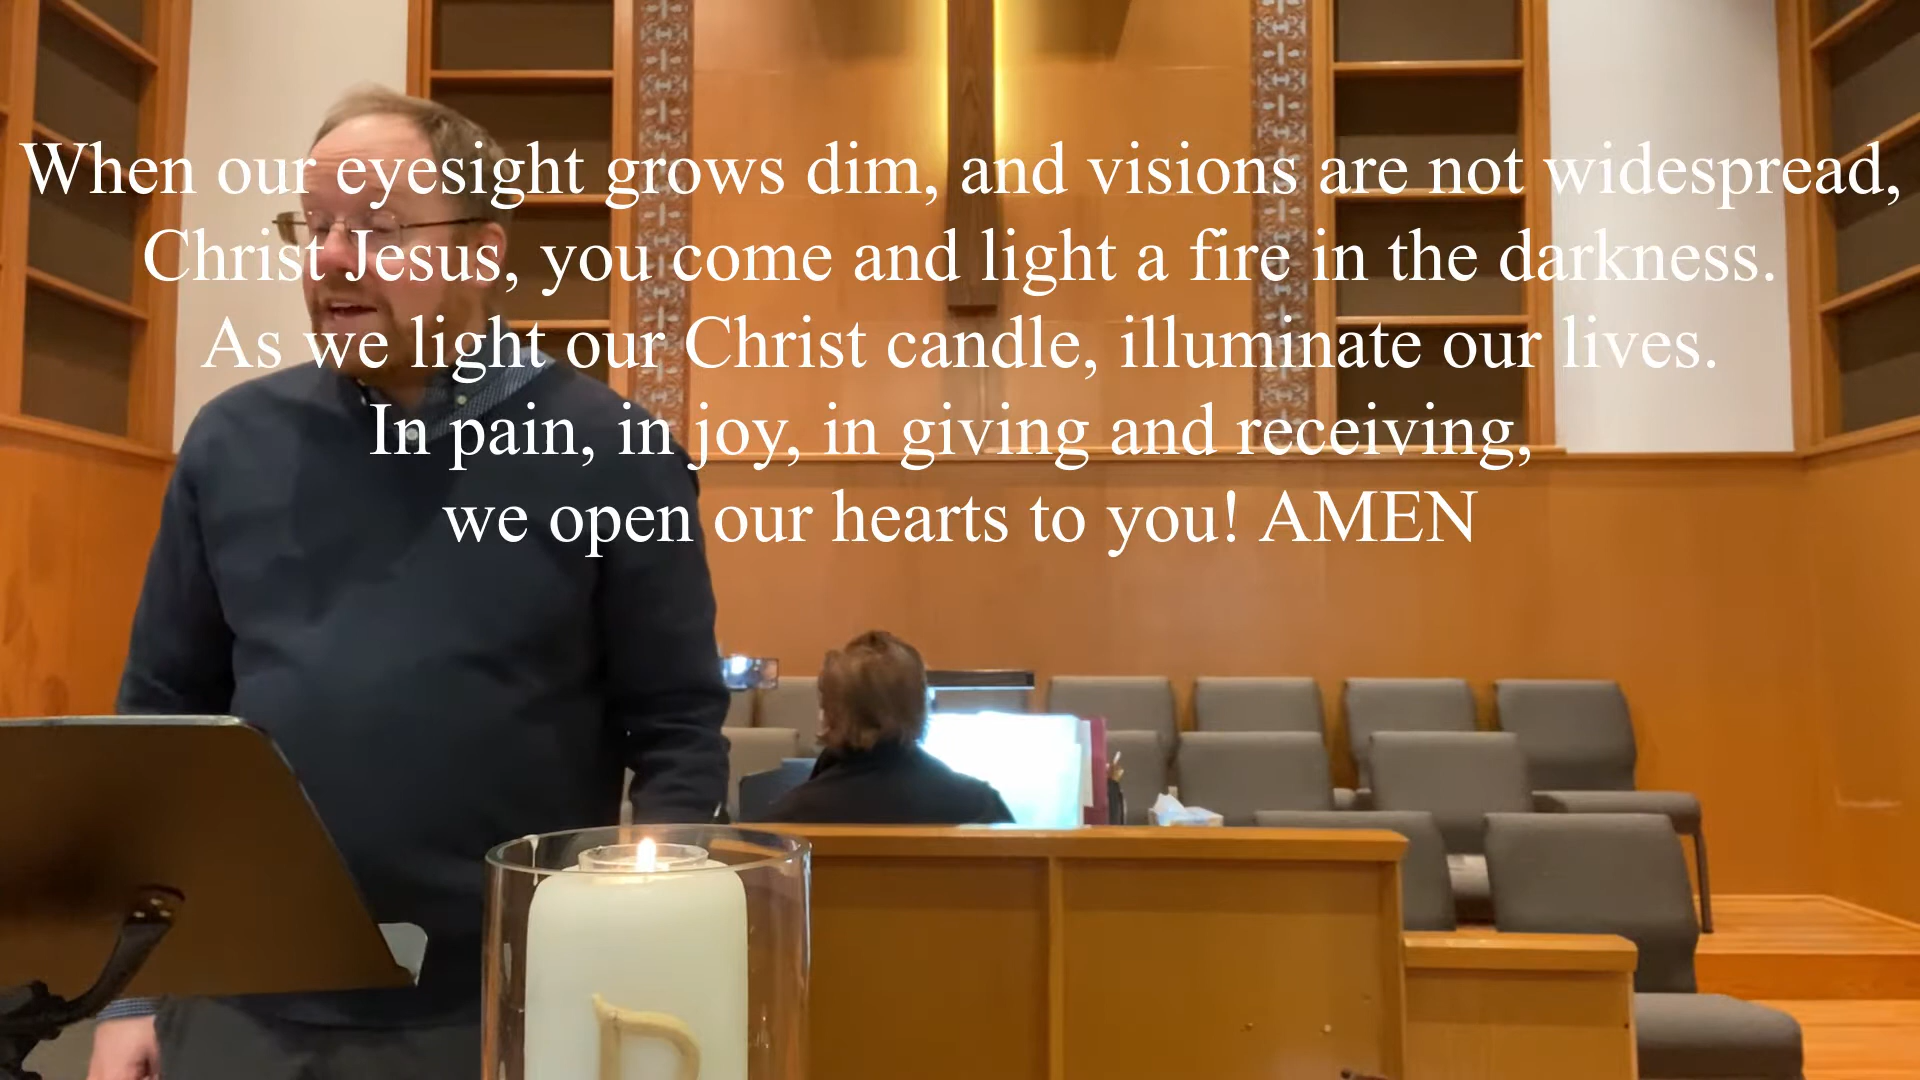 When our eyesight grows dim, and visions are not widespread,
Christ Jesus, you come and light a fire in the darkness.
As we light our Christ candle, illuminate our lives.
In pain, in joy, in giving and receiving,
we open our hearts to you! AMEN